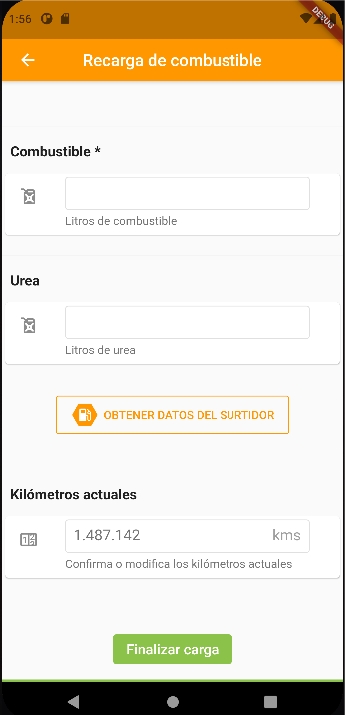 1:56
DEBUG
Recarga de combustible
Combustible *
Litros de combustible
Urea
Litros de urea
OBTENER DATOS DEL SURTIDOR
Kilómetros actuales
1.487.142 kms
Confirma o modifica los kilómetros actuales
Finalizar carga